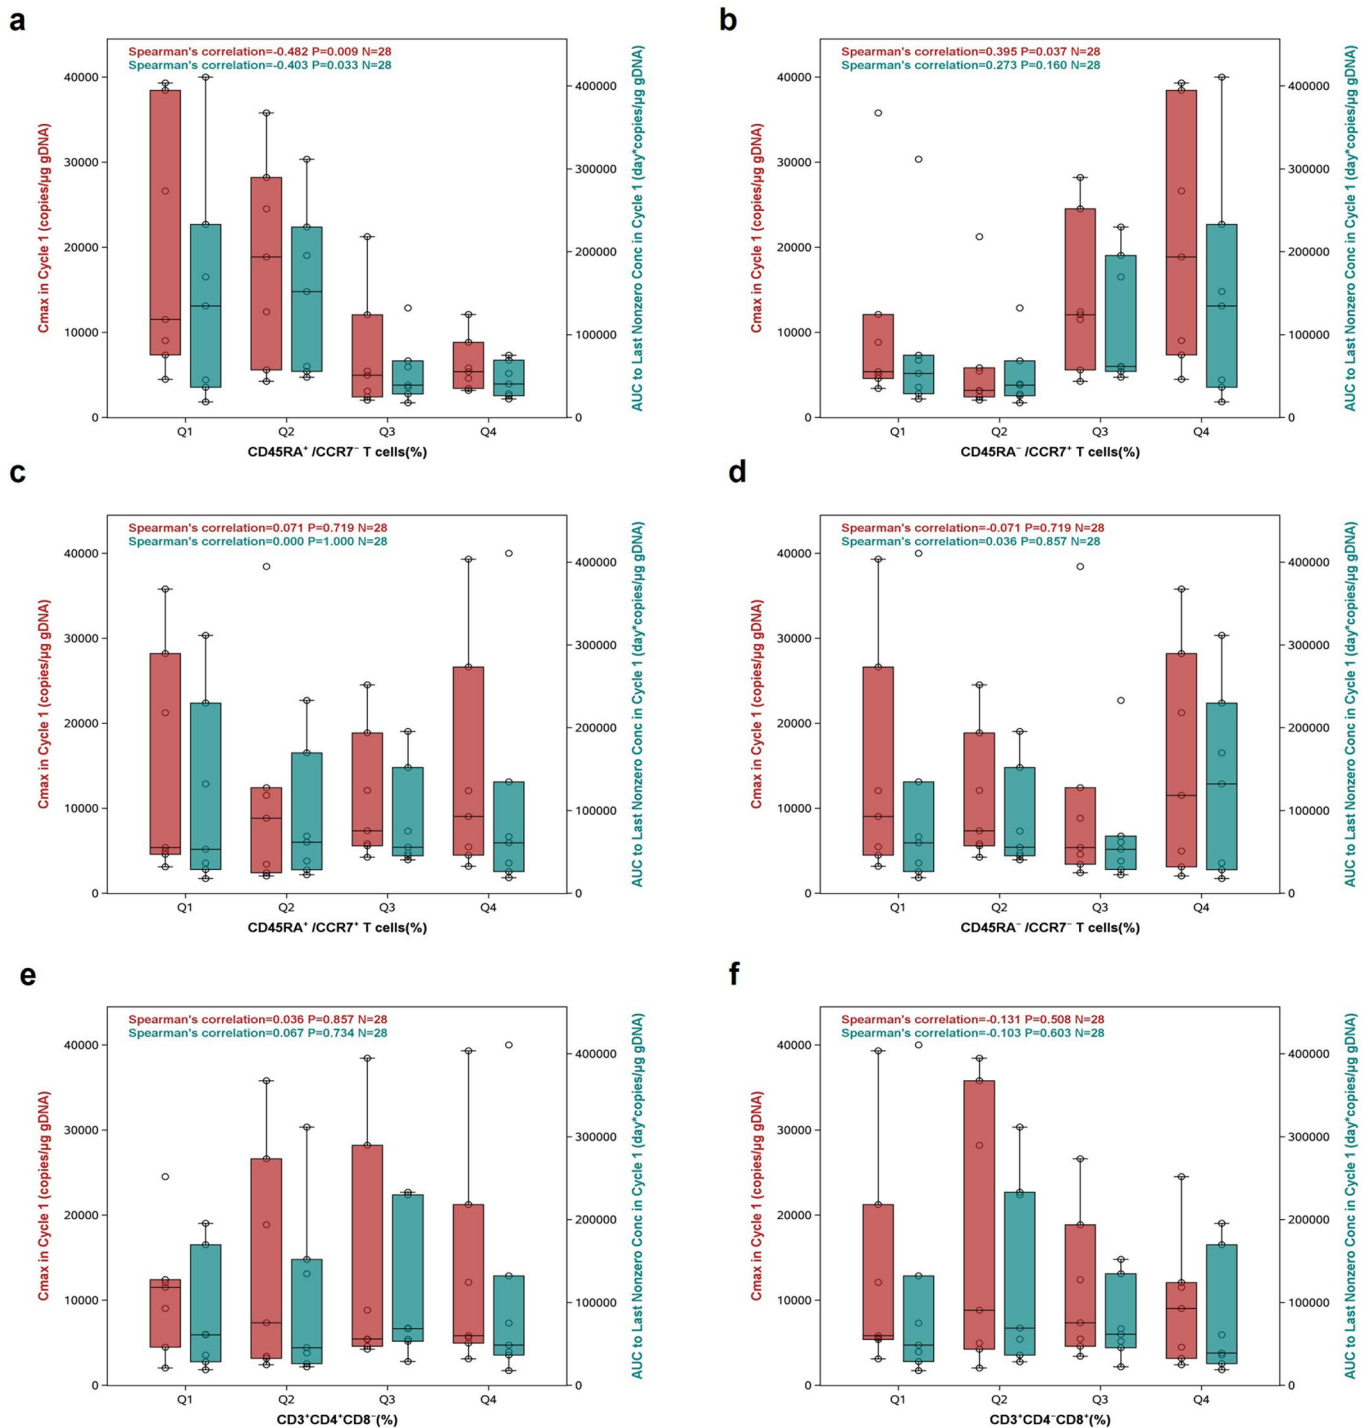 a
Spearman's correlation=-0.482 P=0.009 N=28
Spearman's correlation=-0.403 P=0.033 N=28
Cmax in Cycle 1 (copies/µg gDNA)
40000
30000
20000
10000
0
400000
300000
200000
100000
0
AUC to Last Nonzero Conc in Cycle 1 (day*copies/µg gDNA)
Q1 Q2 Q3 Q4
CD45RA⁺ /CCR7⁻ T cells(%)
b
Spearman's correlation=0.395 P=0.037 N=28
Spearman's correlation=0.273 P=0.160 N=28
Cmax in Cycle 1 (copies/µg gDNA)
40000
30000
20000
10000
0
400000
300000
200000
100000
0
AUC to Last Nonzero Conc in Cycle 1 (day*copies/µg gDNA)
Q1 Q2 Q3 Q4
CD45RA⁻ /CCR7⁺ T cells(%)
c
Spearman's correlation=0.071 P=0.719 N=28
Spearman's correlation=0.000 P=1.000 N=28
Cmax in Cycle 1 (copies/µg gDNA)
40000
30000
20000
10000
0
400000
300000
200000
100000
0
AUC to Last Nonzero Conc in Cycle 1 (day*copies/µg gDNA)
Q1 Q2 Q3 Q4
CD45RA⁺ /CCR7⁺ T cells(%)
d
Spearman's correlation=-0.071 P=0.719 N=28
Spearman's correlation=0.036 P=0.857 N=28
Cmax in Cycle 1 (copies/µg gDNA)
40000
30000
20000
10000
0
400000
300000
200000
100000
0
AUC to Last Nonzero Conc in Cycle 1 (day*copies/µg gDNA)
Q1 Q2 Q3 Q4
CD45RA⁻ /CCR7⁻ T cells(%)
e
Spearman's correlation=0.036 P=0.857 N=28
Spearman's correlation=0.067 P=0.734 N=28
Cmax in Cycle 1 (copies/µg gDNA)
40000
30000
20000
10000
0
400000
300000
200000
100000
0
AUC to Last Nonzero Conc in Cycle 1 (day*copies/µg gDNA)
Q1 Q2 Q3 Q4
CD3⁺CD4⁺CD8⁻(%)
f
Spearman's correlation=-0.131 P=0.508 N=28
Spearman's correlation=-0.103 P=0.603 N=28
Cmax in Cycle 1 (copies/µg gDNA)
40000
30000
20000
10000
0
400000
300000
200000
100000
0
AUC to Last Nonzero Conc in Cycle 1 (day*copies/µg gDNA)
Q1 Q2 Q3 Q4
CD3⁺CD4⁻CD8⁺(%)